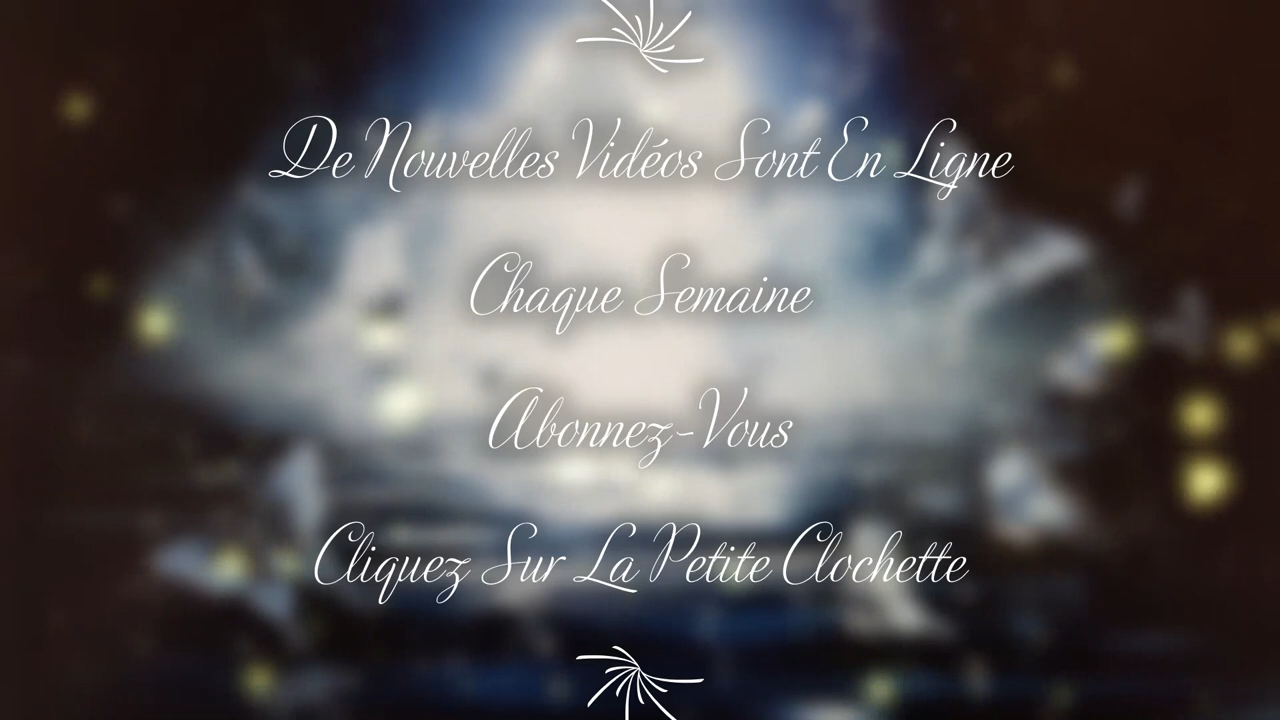 De Nouvelles Vidéos Sont En Ligne
Chaque Semaine
Abonnez-Vous
Cliquez Sur La Petite Clochette